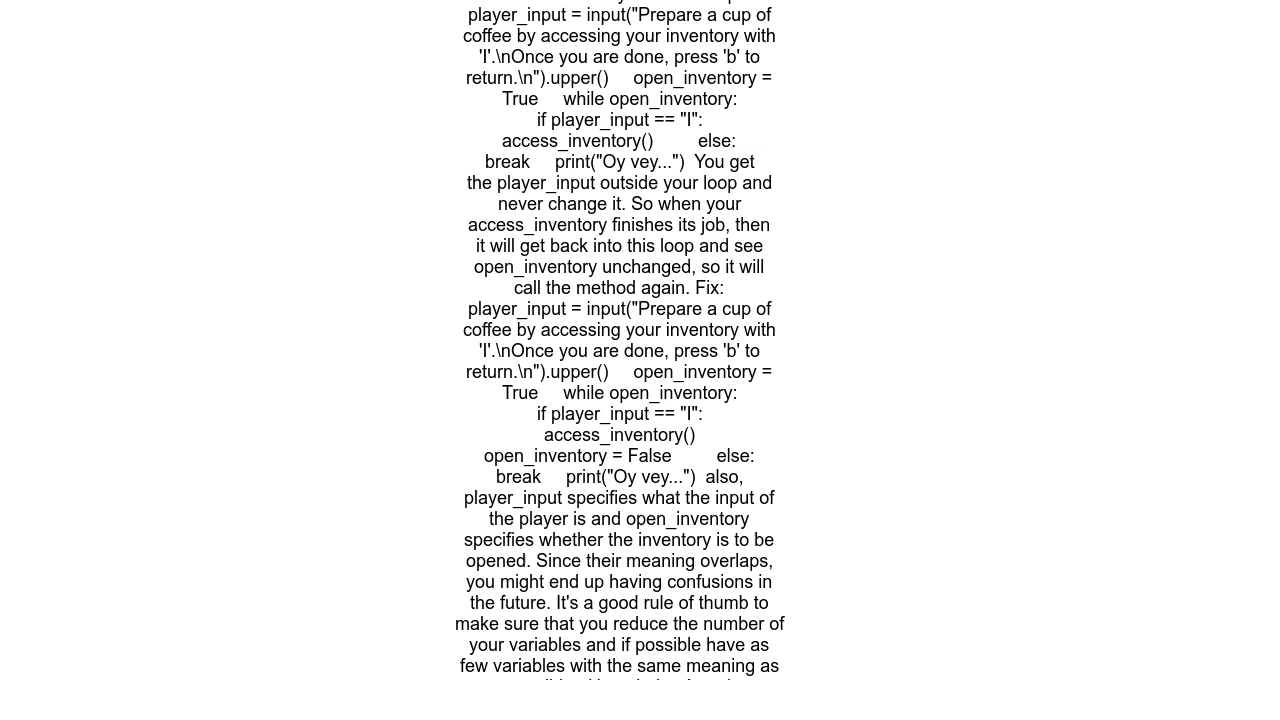 player_input = input("Prepare a cup of
coffee by accessing your inventory with
'I'.\nOnce you are done, press 'b' to
return.\n").upper()     open_inventory =
True     while open_inventory:
if player_input == "I":
access_inventory()         else:
break     print("Oy vey...")  You get
the player_input outside your loop and
never change it. So when your
access_inventory finishes its job, then
it will get back into this loop and see
open_inventory unchanged, so it will
call the method again. Fix:
player_input = input("Prepare a cup of
coffee by accessing your inventory with
'I'.\nOnce you are done, press 'b' to
return.\n").upper()     open_inventory =
True     while open_inventory:
if player_input == "I":
access_inventory()
open_inventory = False         else:
break     print("Oy vey...")  also,
player_input specifies what the input of
the player is and open_inventory
specifies whether the inventory is to be
opened. Since their meaning overlaps,
you might end up having confusions in
the future. It's a good rule of thumb to
make sure that you reduce the number of
your variables and if possible have as
few variables with the same meaning as